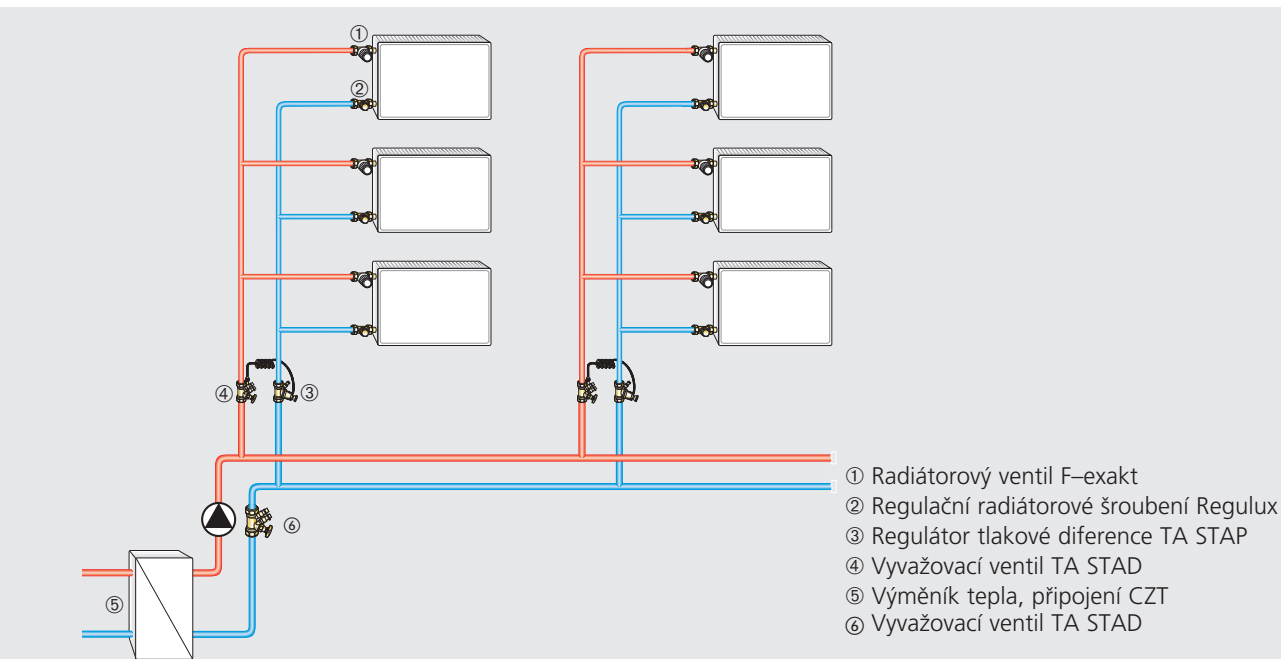 ①
②
④
③
⑥
⑤
① Radiátorový ventil F–exakt
② Regulační radiátorové šroubení Regulux
③ Regulátor tlakové diference TA STAP
④ Vyvažovací ventil TA STAD
⑤ Výměník tepla, připojení CZT
⑥ Vyvažovací ventil TA STAD